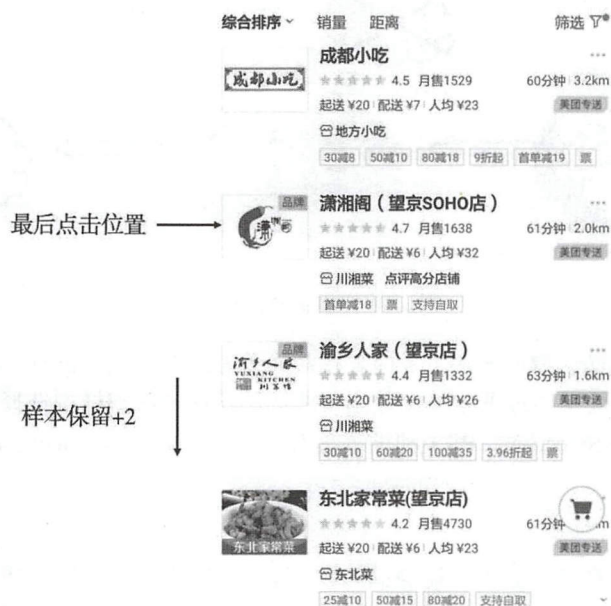 综合排序 销量 距离 筛选
成都小吃
成都小吃
4.5 月售1529 60分钟 3.2km
起送 ¥20 配送 ¥7 人均 ¥23 美团专送
地方小吃
30减8 50减10 80减18 9折起 首单减19 票
最后点击位置
品牌
潇湘阁（望京SOHO店）
4.7 月售1638 61分钟 2.0km
起送 ¥20 配送 ¥6 人均 ¥32 美团专送
川湘菜 点评高分店铺
首单减18 票 支持自取
样本保留+2
品牌
渝乡人家
YUXIANG
KITCHEN
渝乡人家（望京店）
4.4 月售1332 63分钟 1.6km
起送 ¥20 配送 ¥6 人均 ¥26 美团专送
川湘菜
30减10 60减20 100减35 3.96折起 票
东北家常菜
东北家常菜(望京店)
4.2 月售4730 61分钟
起送 ¥20 配送 ¥6 人均 ¥23 美团专送
东北菜
25减10 50减15 80减20 支持自取